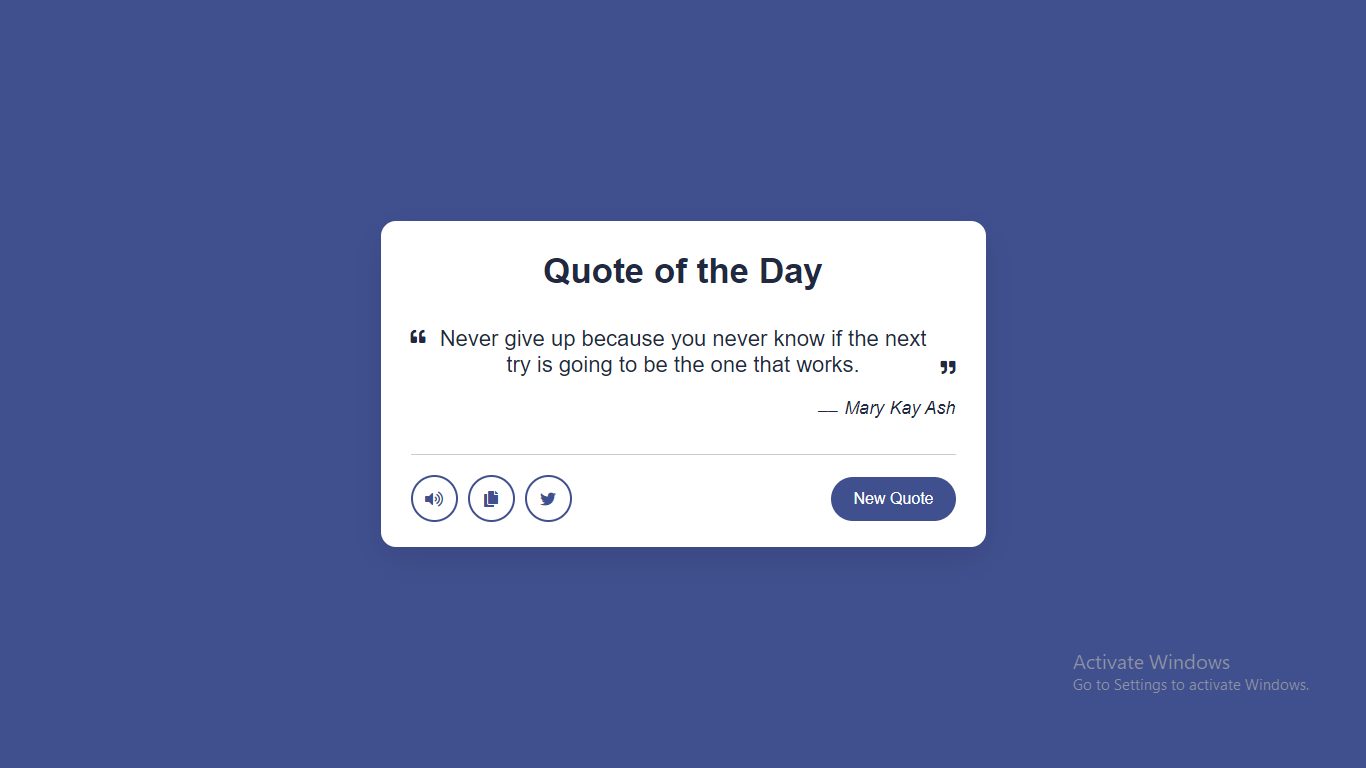 Quote of the Day
“ Never give up because you never know if the next
try is going to be the one that works. ”
__ Mary Kay Ash
New Quote
Activate Windows
Go to Settings to activate Windows.